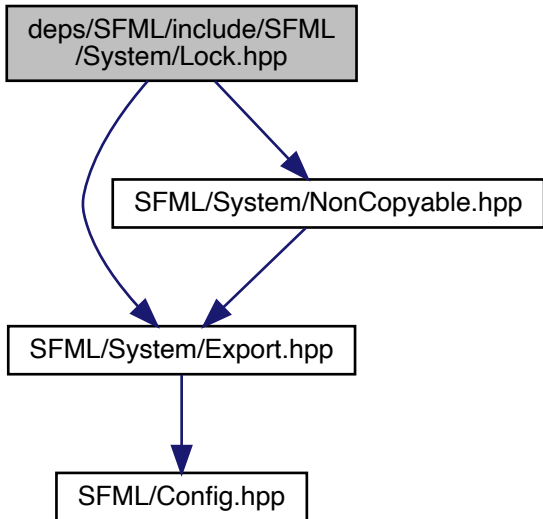 deps/SFML/include/SFML
/System/Lock.hpp
SFML/System/NonCopyable.hpp
SFML/System/Export.hpp
SFML/Config.hpp